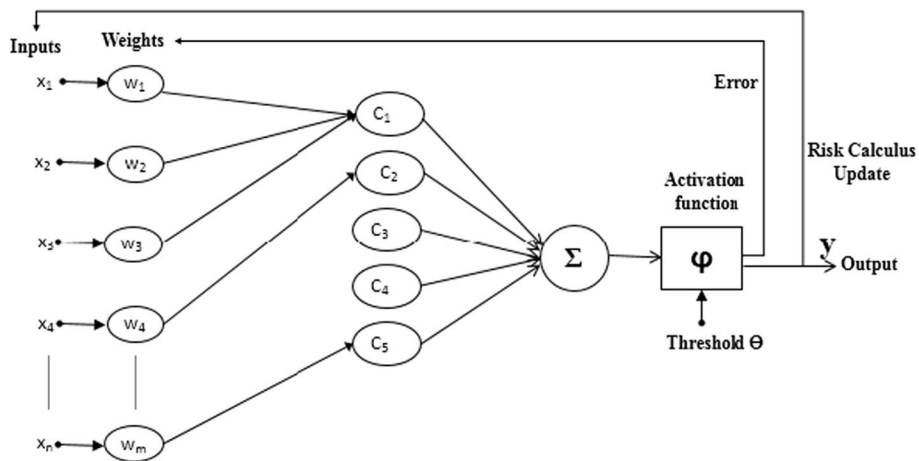 Inputs
Weights
x1
w1
Error
C1
x2
w2
Risk Calculus
Update
C2
Activation
function
x3
w3
C3
Σ
φ
y
Output
C4
x4
w4
C5
Threshold Ɵ
xn
wm